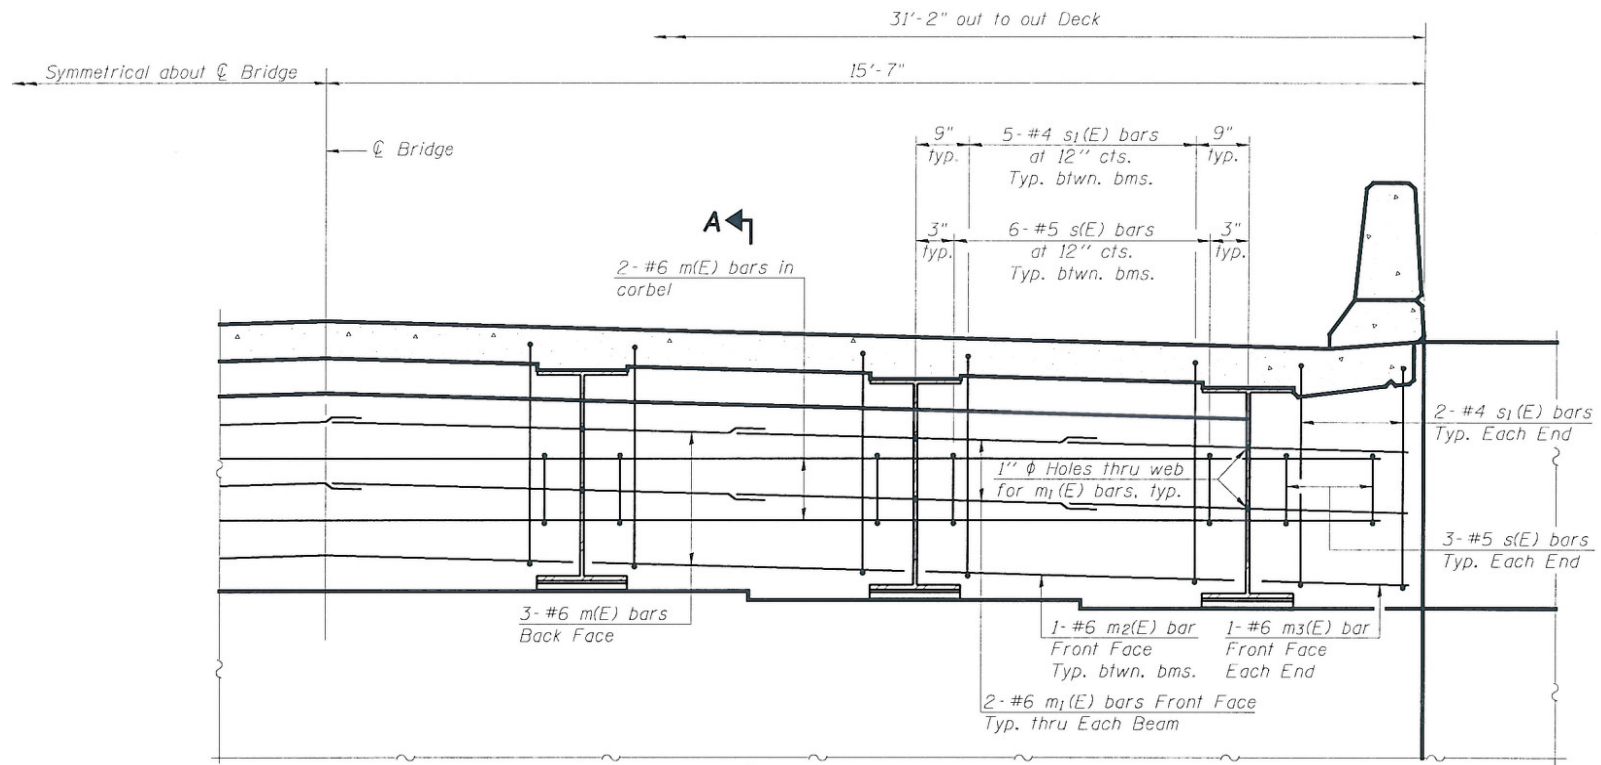 31'-2" out to out Deck
Symmetrical about ℄ Bridge
15'-7"
℄ Bridge
9"
typ.
5-#4 s1(E) bars
at 12" cts.
Typ. btwn. bms.
9"
typ.
A
3"
typ.
6-#5 s(E) bars
at 12" cts.
Typ. btwn. bms.
3"
typ.
2-#6 m(E) bars in
corbel
2-#4 s1(E) bars
Typ. Each End
1" ϕ Holes thru web
for m1(E) bars, typ.
3-#5 s(E) bars
Typ. Each End
3-#6 m(E) bars
Back Face
1-#6 m2(E) bar
Front Face
Typ. btwn. bms.
1-#6 m3(E) bar
Front Face
Each End
2-#6 m1(E) bars Front Face
Typ. thru Each Beam